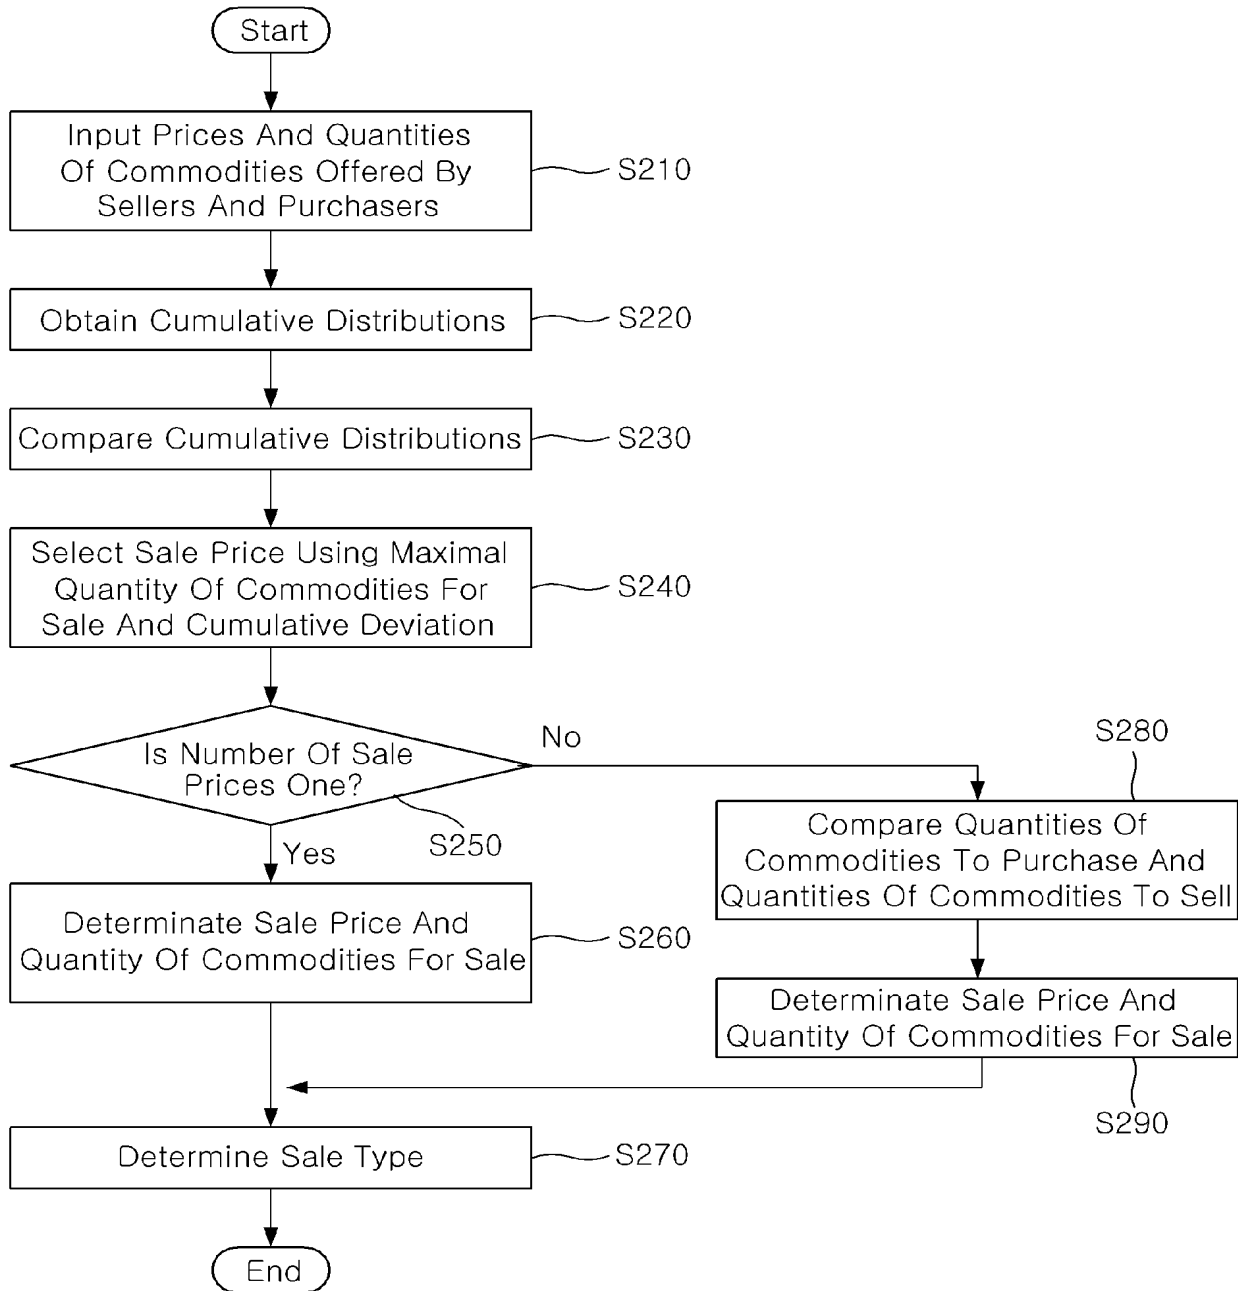 Start
Input Prices And Quantities
Of Commodities Offered By
Sellers And Purchasers
S210
Obtain Cumulative Distributions
S220
Compare Cumulative Distributions
S230
Select Sale Price Using Maximal
Quantity Of Commodities For
Sale And Cumulative Deviation
S240
Is Number Of Sale
Prices One?
S250
No
Yes
S280
Compare Quantities Of
Commodities To Purchase And
Quantities Of Commodities To Sell
Determinate Sale Price And
Quantity Of Commodities For Sale
S260
Determinate Sale Price And
Quantity Of Commodities For Sale
S290
Determine Sale Type
S270
End